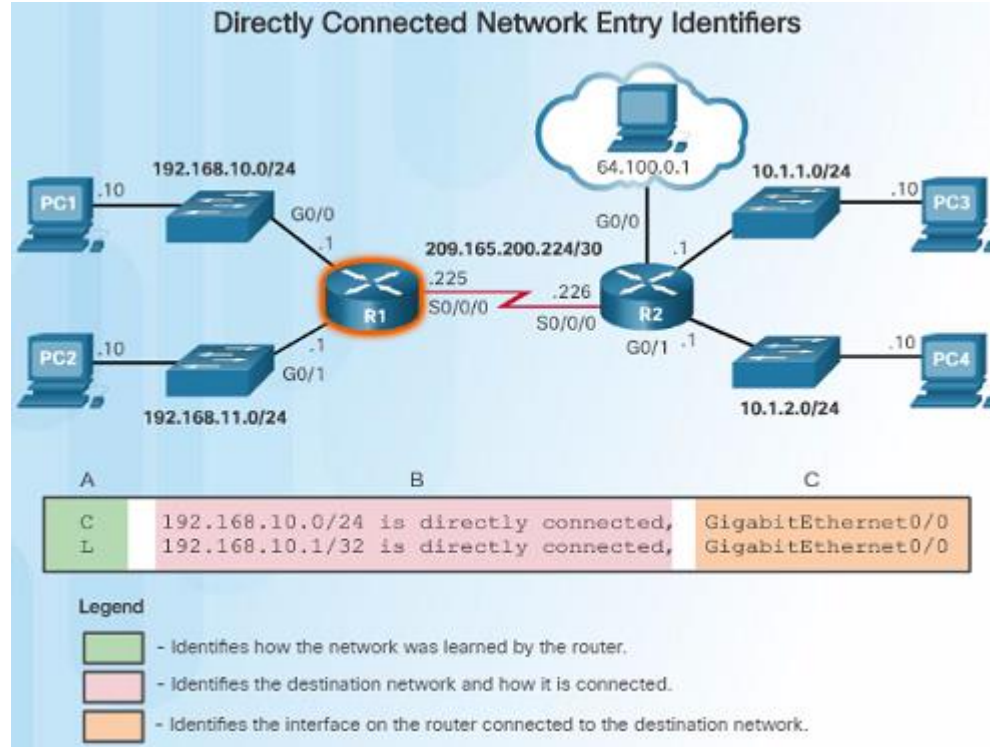 Directly Connected Network Entry Identifiers
64.100.0.1
192.168.10.0/24
10.1.1.0/24
PC1
.10
.10
PC3
G0/0
G0/0
.1
209.165.200.224/30
.1
.225
.226
R1
S0/0/0
R2
S0/0/0
PC2
.10
.1
G0/1
G0/1
.1
.10
PC4
192.168.11.0/24
10.1.2.0/24
A B C
C 192.168.10.0/24 is directly connected, GigabitEthernet0/0
L 192.168.10.1/32 is directly connected, GigabitEthernet0/0
Legend
- Identifies how the network was learned by the router.
- Identifies the destination network and how it is connected.
- Identifies the interface on the router connected to the destination network.